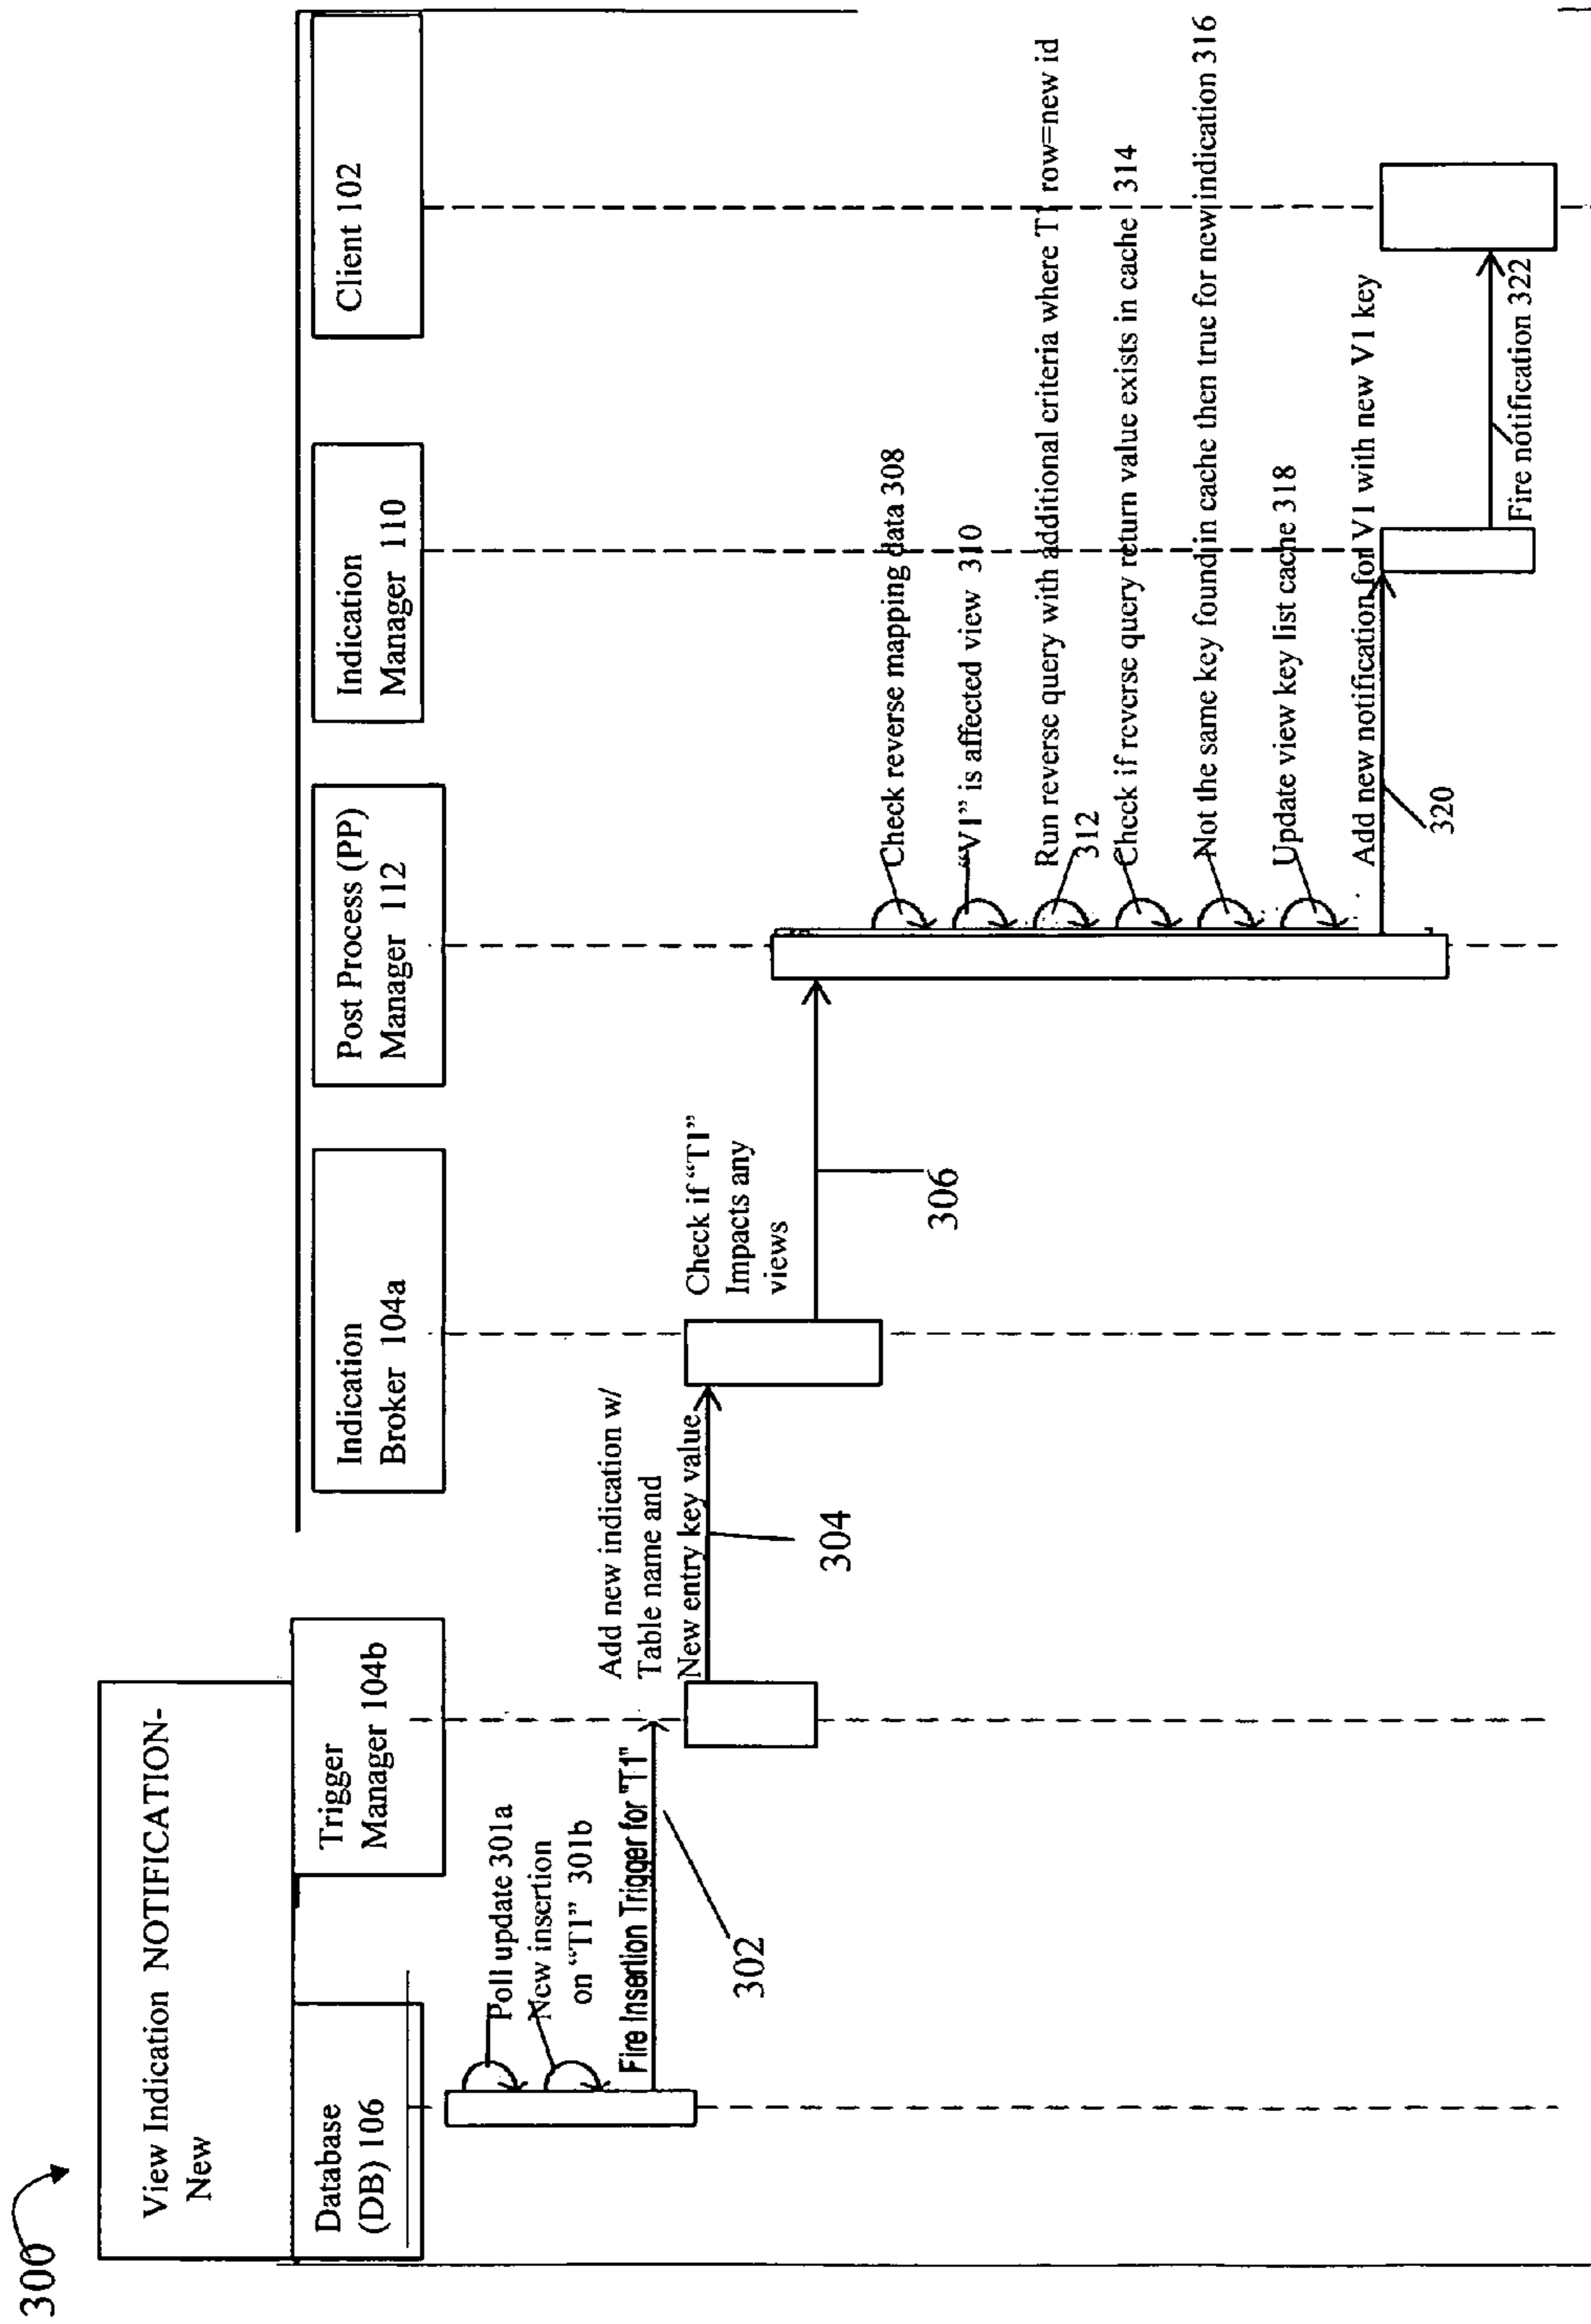 300
View Indication NOTIFICATION-
New
Database
(DB) 106
Trigger
Manager 104b
Indication
Broker 104a
Post Process (PP)
Manager 112
Indication
Manager 110
Client 102
Poll update 301a
New insertion
on “T1” 301b
Fire Insertion Trigger for "T1"
302
Add new indication w/
Table name and
New entry key value
304
Check if “T1”
Impacts any
views
306
Check reverse mapping data 308
“V1” is affected view 310
Run reverse query with additional criteria where T1 row=new id
312
Check if reverse query return value exists in cache 314
Not the same key found in cache then true for new indication 316
Update view key list cache 318
Add new notification for V1 with new V1 key
320
Fire notification 322